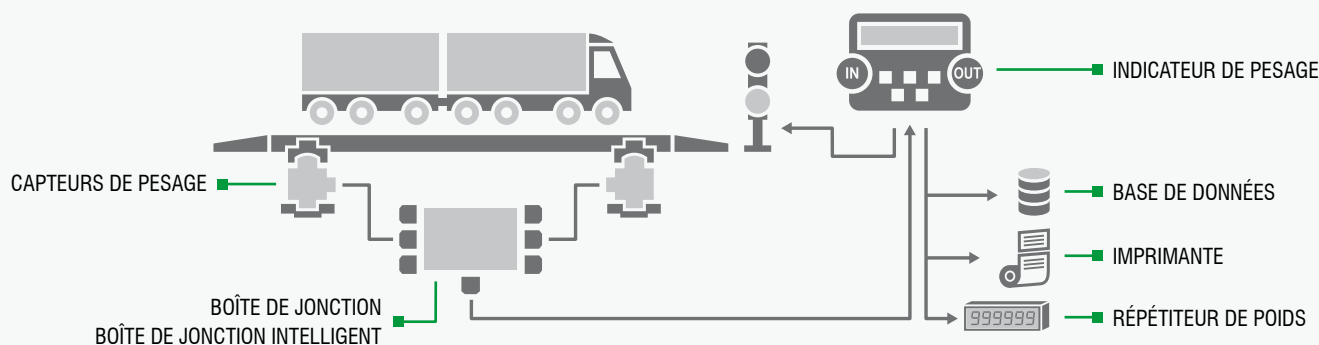 IN
OUT
INDICATEUR DE PESAGE
CAPTEURS DE PESAGE
BASE DE DONNÉES
IMPRIMANTE
BOÎTE DE JONCTION
BOÎTE DE JONCTION INTELLIGENT
999999
RÉPÉTITEUR DE POIDS